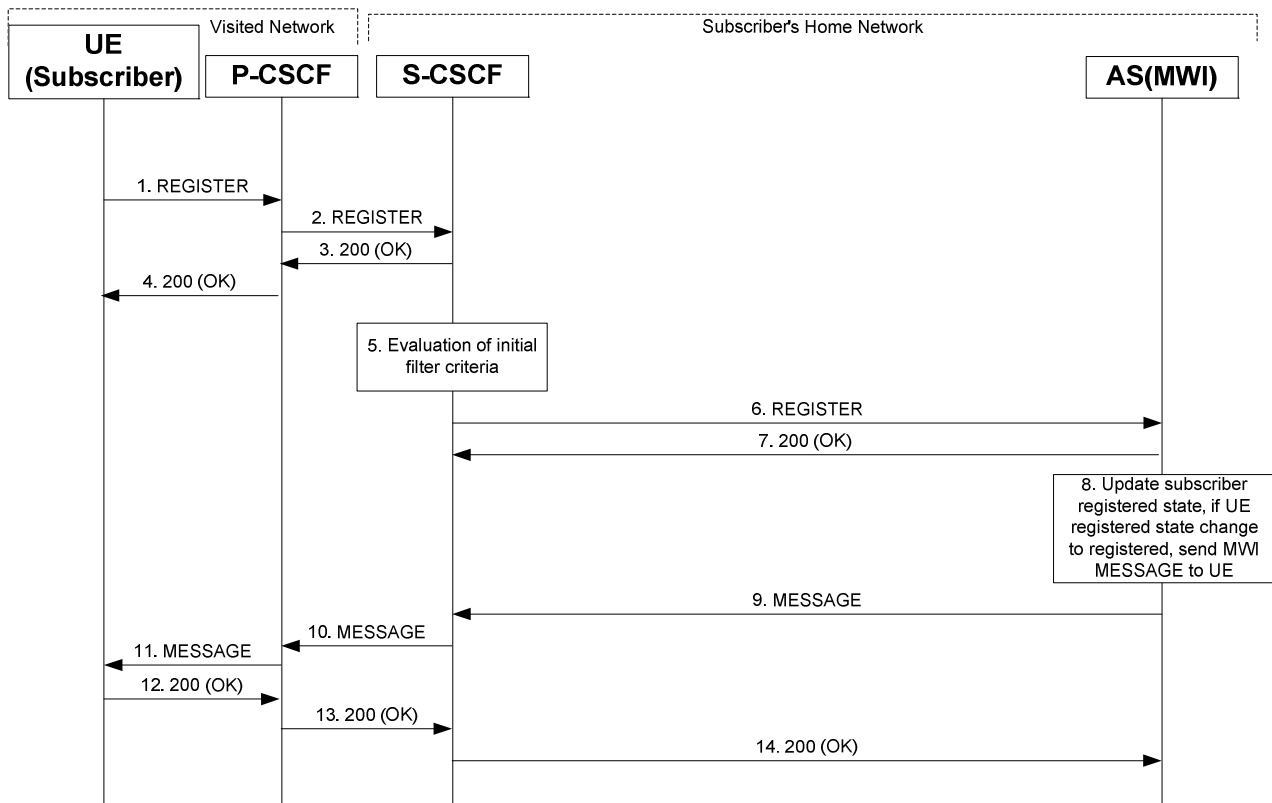 Visited Network
Subscriber's Home Network
UE
(Subscriber)
P-CSCF
S-CSCF
AS(MWI)
1. REGISTER
2. REGISTER
3. 200 (OK)
4. 200 (OK)
5. Evaluation of initial
filter criteria
6. REGISTER
7. 200 (OK)
8. Update subscriber
registered state, if UE
registered state change
to registered, send MWI
MESSAGE to UE
9. MESSAGE
10. MESSAGE
11. MESSAGE
12. 200 (OK)
13. 200 (OK)
14. 200 (OK)